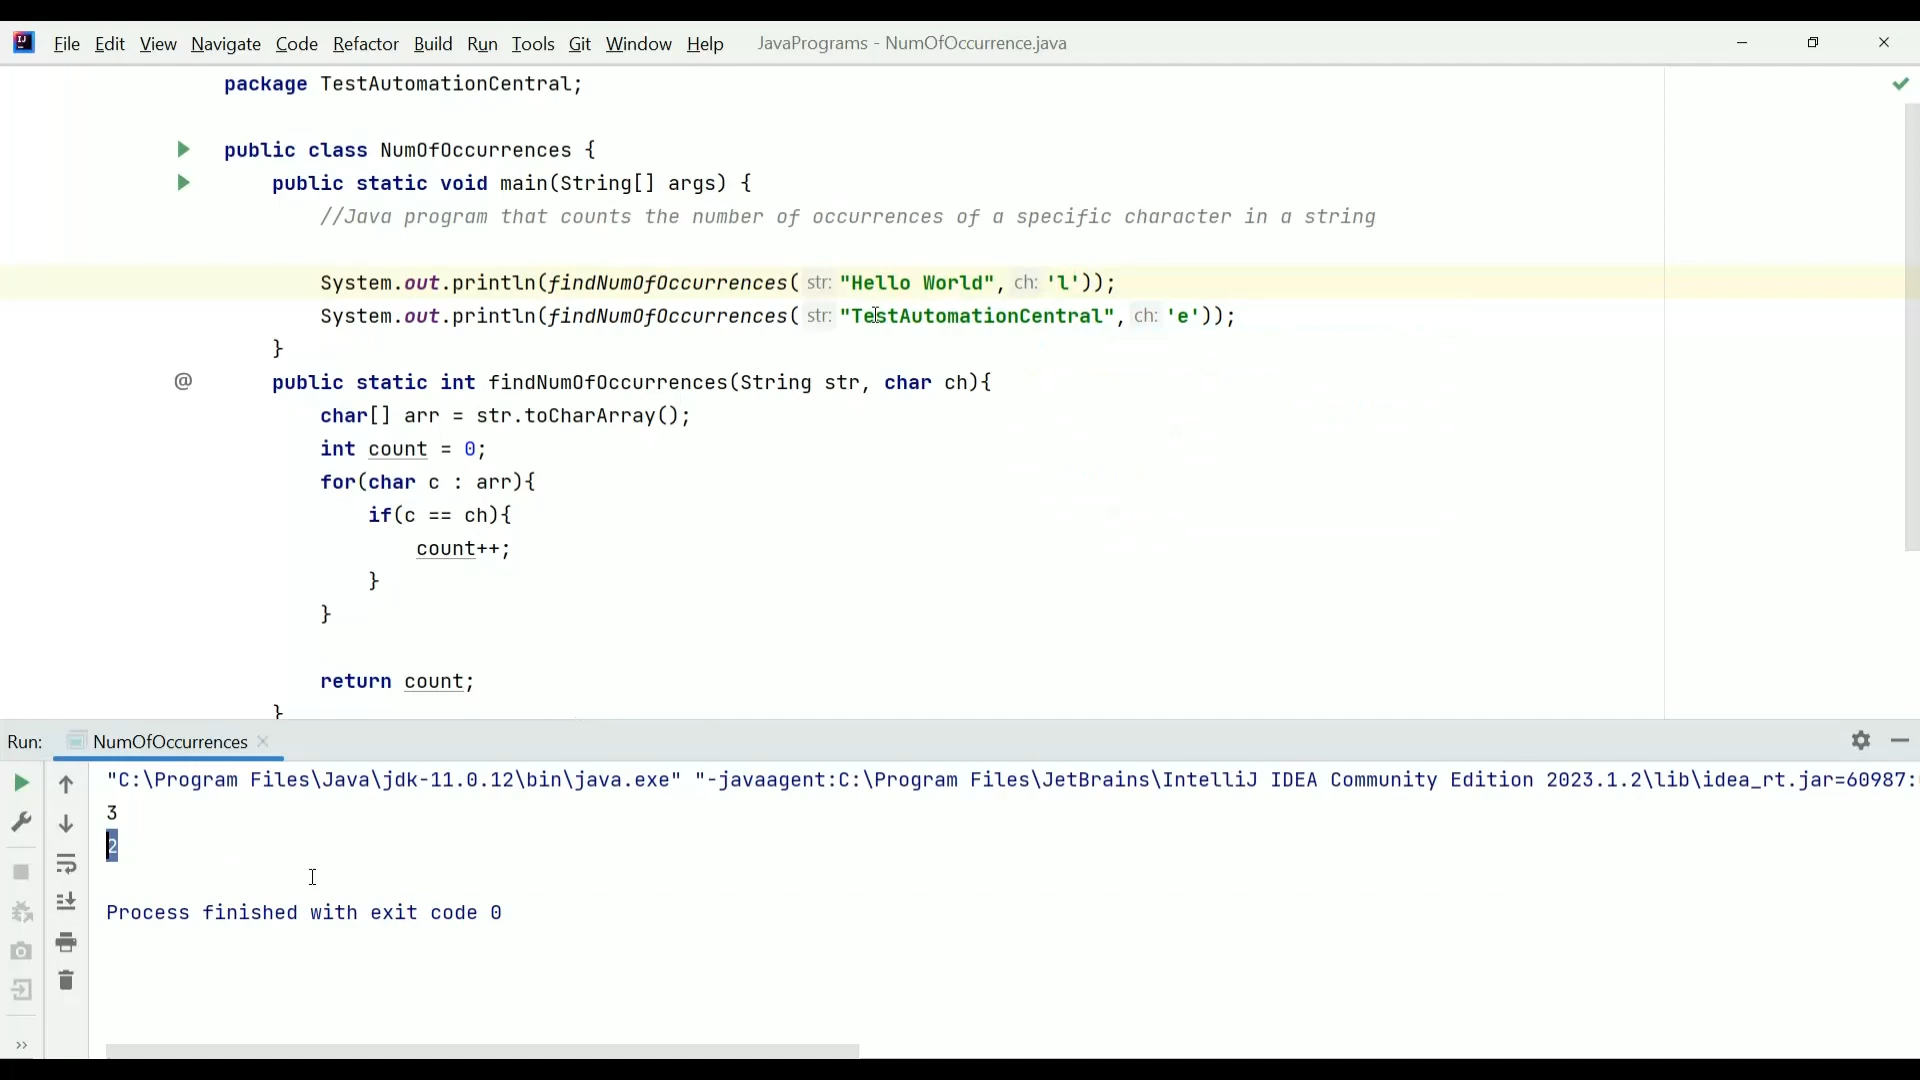 File Edit View Navigate Code Refactor Build Run Tools Git Window Help JavaPrograms - NumOfOccurrence.java
package TestAutomationCentral;
public class NumOfOccurrences {
public static void main(String[] args) {
//Java program that counts the number of occurrences of a specific character in a string
System.out.println(findNumOfOccurrences( str: "Hello World", ch: 'l'));
System.out.println(findNumOfOccurrences( str: "TestAutomationCentral", ch: 'e'));
}
@ public static int findNumOfOccurrences(String str, char ch){
char[] arr = str.toCharArray();
int count = 0;
for(char c : arr){
if(c == ch){
count++;
}
}
return count;
}
Run: NumOfOccurrences
"C:\Program Files\Java\jdk-11.0.12\bin\java.exe" "-javaagent:C:\Program Files\JetBrains\IntelliJ IDEA Community Edition 2023.1.2\lib\idea_rt.jar=60987:
3
2
Process finished with exit code 0